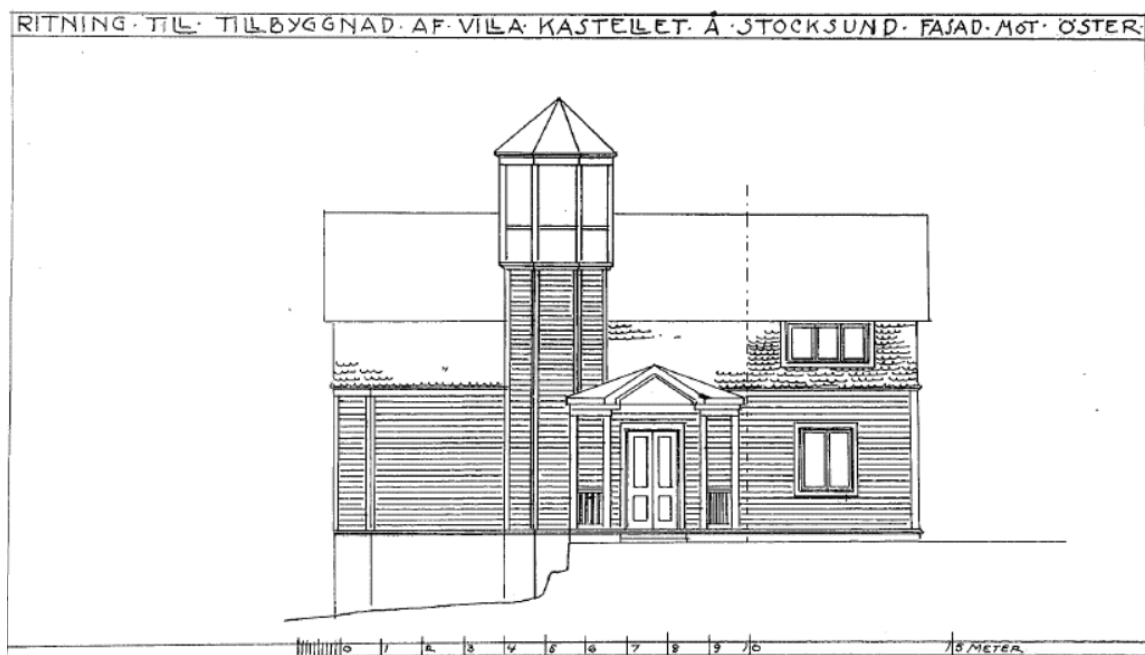 RITNING · TILL · TILLBYGGNAD · AF · VILLA · KASTELLET · Å · STOCKSUND · FASAD · MOT · ÖSTER ·
0 1 2 3 4 5 6 7 8 9 10 15 METER